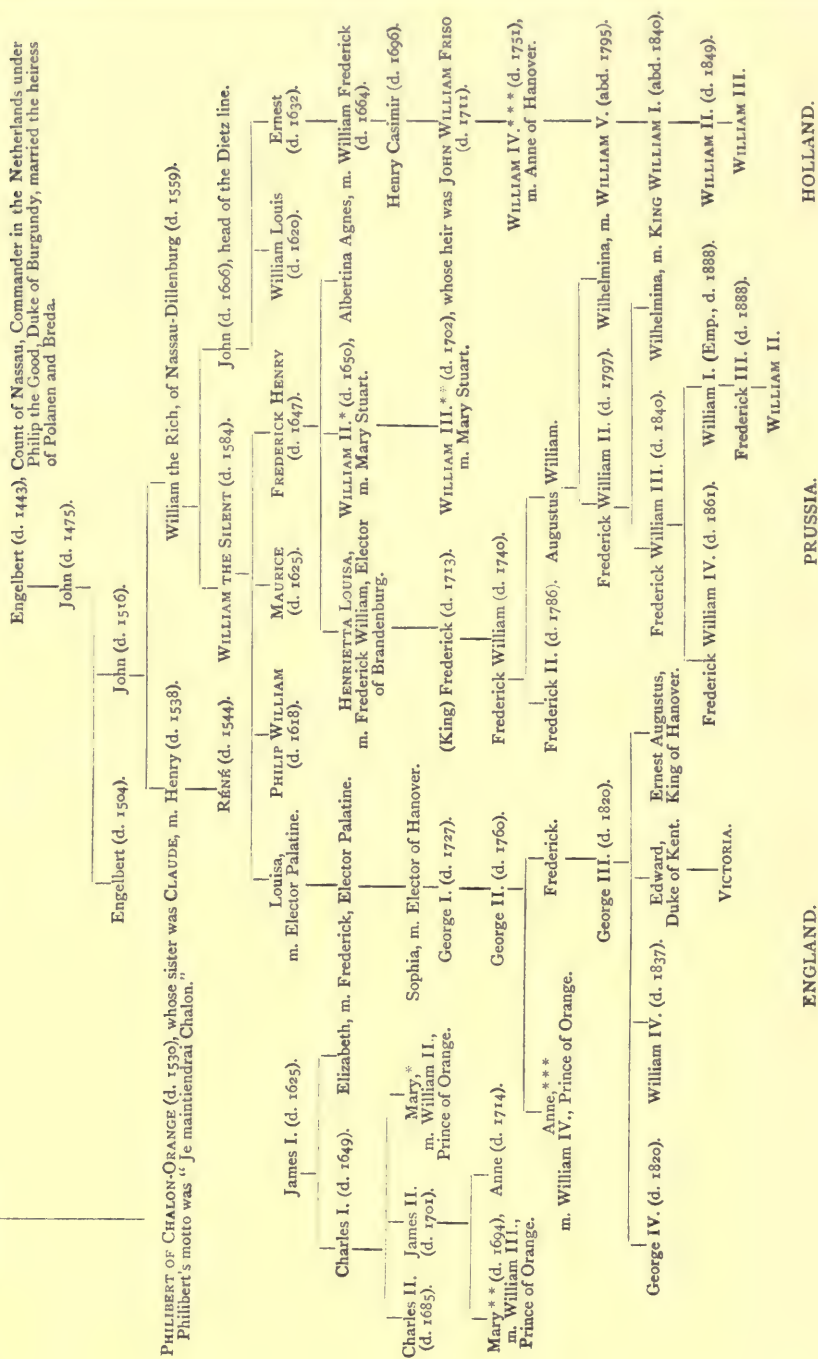 Engelbert (d. 1443), Count of Nassau, Commander in the Netherlands under
Philip the Good, Duke of Burgundy, married the heiress
of Polanen and Breda.
John (d. 1475).
Engelbert (d. 1504). John (d. 1516).
PHILIBERT OF CHALON-ORANGE (d. 1530), whose sister was CLAUDE, m. Henry (d. 1538). William the Rich, of Nassau-Dillenburg (d. 1559).
Philibert's motto was “ Je maintiendrai Chalon.”
RÉNÉ (d. 1544). WILLIAM THE SILENT (d. 1584). John (d. 1606), head of the Dietz line.
James I. (d. 1625). Louisa, PHILIP WILLIAM MAURICE FREDERICK HENRY William Louis Ernest
m. Elector Palatine. (d. 1618). (d. 1625). (d. 1647). (d. 1620). (d. 1632).
Charles I. (d. 1649). Elizabeth, m. Frederick, Elector Palatine. HENRIETTA LOUISA, WILLIAM II.* (d. 1650), Albertina Agnes, m. William Frederick
m. Frederick William, Elector m. Mary Stuart. (d. 1664).
of Brandenburg.
Charles II. James II. Mary,* Sophia, m. Elector of Hanover. Henry Casimir (d. 1696).
(d. 1685). (d. 1701). m. William II.,
Prince of Orange.
George I. (d. 1727). (King) Frederick (d. 1713). WILLIAM III.** (d. 1702), whose heir was JOHN WILLIAM FRISO
m. Mary Stuart. (d. 1711).
Mary** (d. 1694), Anne (d. 1714). George II. (d. 1760). Frederick William (d. 1740). WILLIAM IV.*** (d. 1751),
m. William III., m. Anne of Hanover.
Prince of Orange.
Anne,*** Frederick. Frederick II. (d. 1786). Augustus William.
m. William IV., Prince of Orange.
George III. (d. 1820). Frederick William II. (d. 1797). Wilhelmina, m. WILLIAM V. (abd. 1795).
George IV. (d. 1820). William IV. (d. 1837). Edward, Ernest Augustus, Frederick William III. (d. 1840). Wilhelmina, m. KING WILLIAM I. (abd. 1840).
Duke of Kent. King of Hanover.
VICTORIA. Frederick William IV. (d. 1861). William I. (Emp., d. 1888). WILLIAM II. (d. 1849).
Frederick III. (d. 1888). WILLIAM III.
WILLIAM II.
ENGLAND. PRUSSIA. HOLLAND.